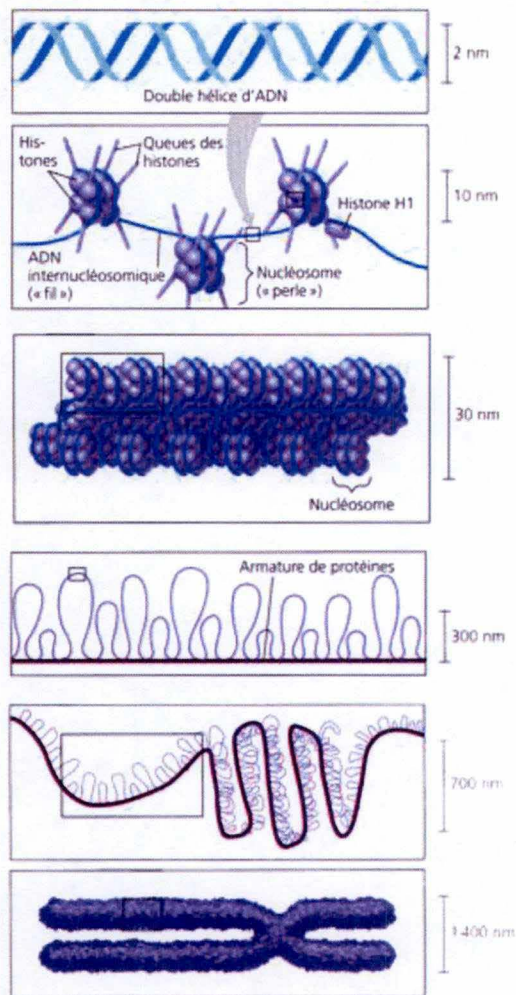 2 nm
Double hélice d'ADN
His-
tones
Queues des
histones
10 nm
Histone H1
ADN
internucléosomique
(« fil »)
Nucléosome
(« perle »)
30 nm
Nucléosome
Armature de protéines
300 nm
700 nm
1 400 nm